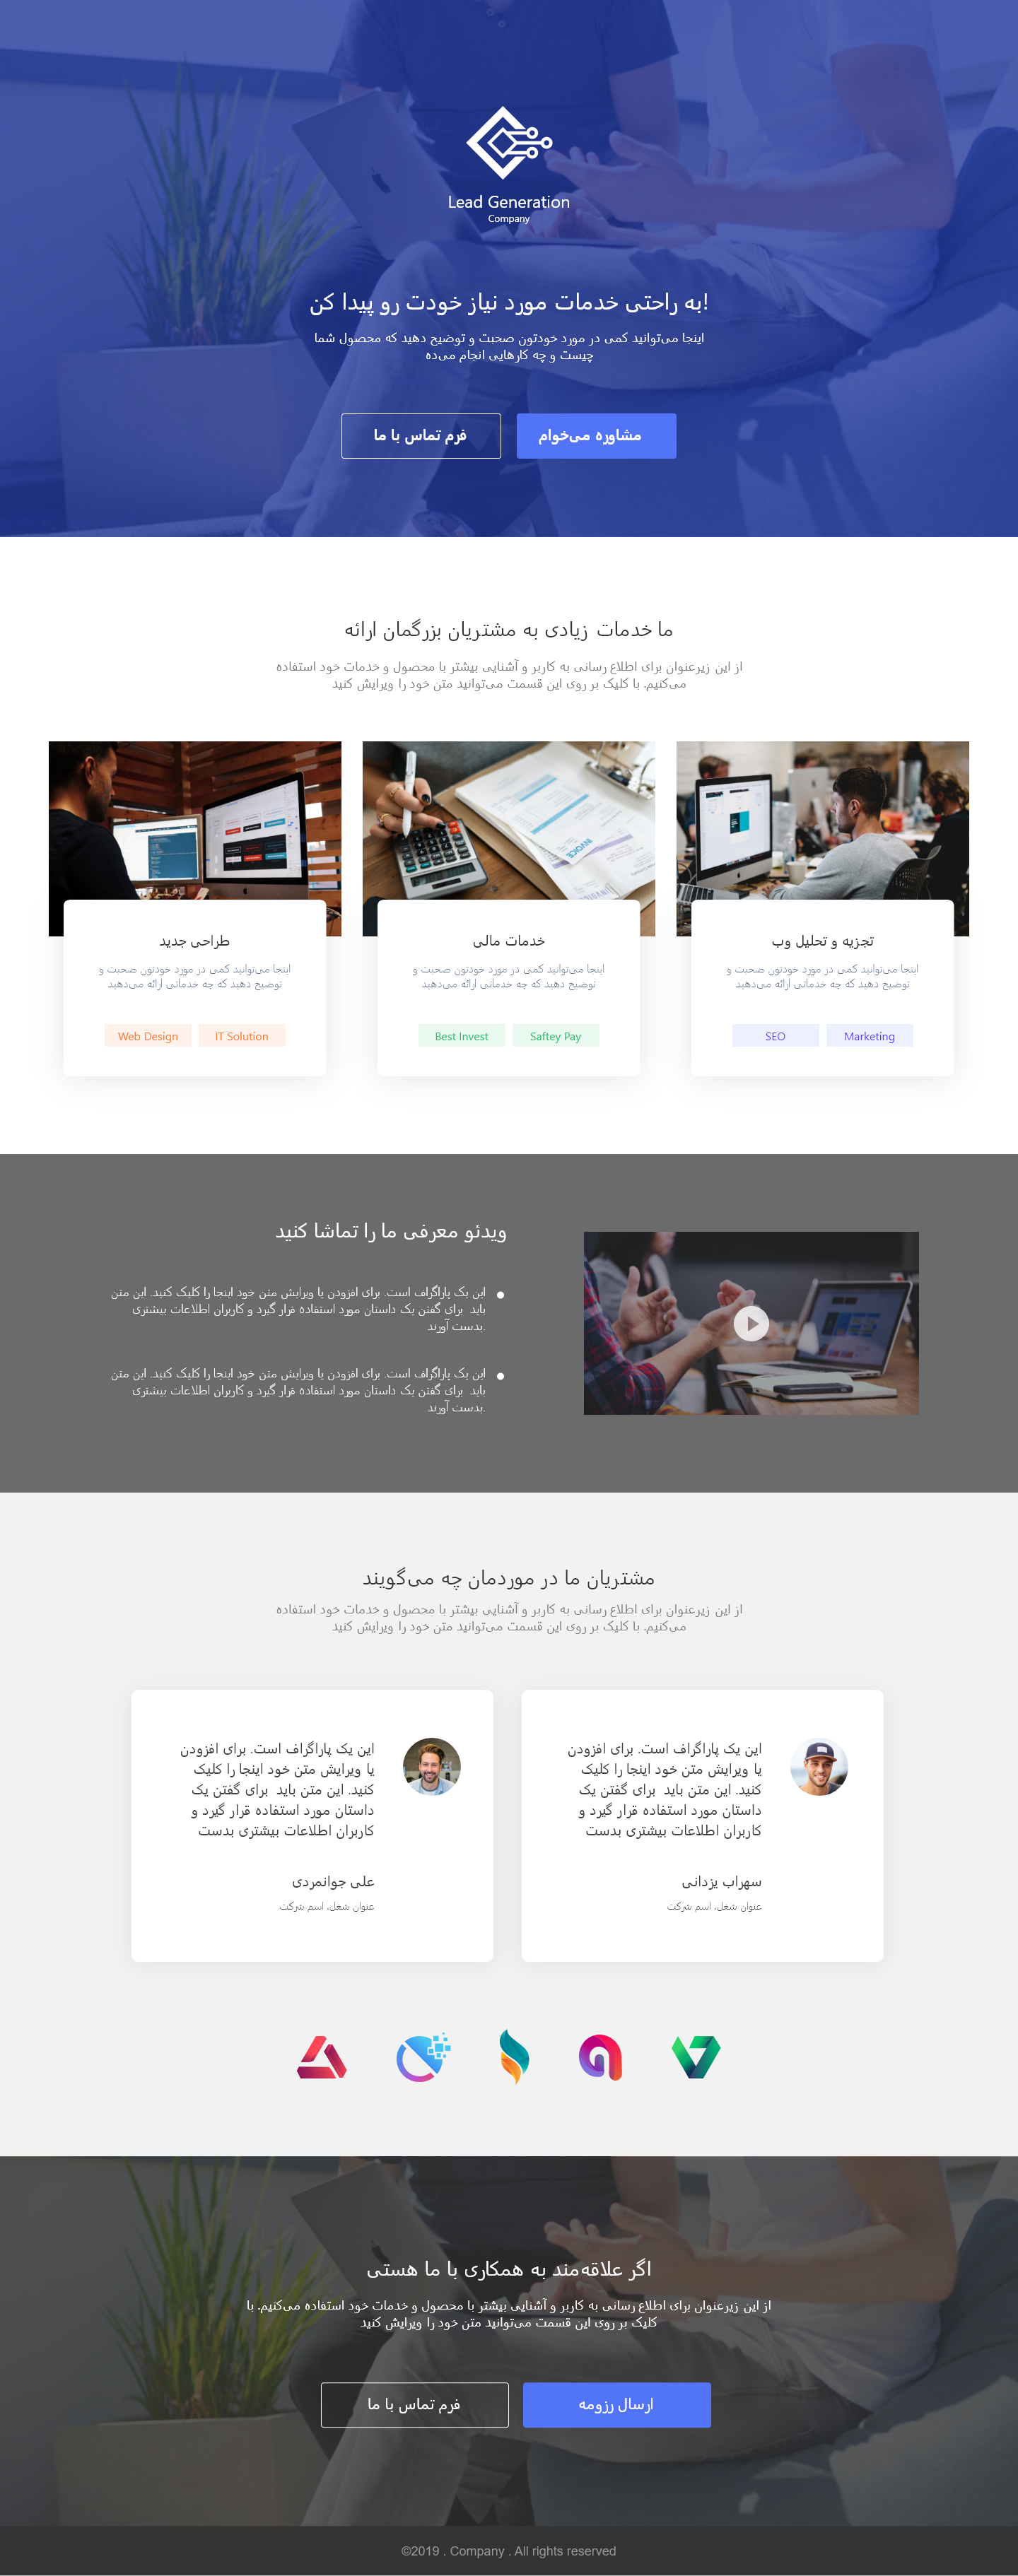 Lead Generation
Company
به راحتی خدمات مورد نیاز خودت رو پیدا کن!
اینجا می‌توانید کمی در مورد خودتون صحبت و توضیح دهید که محصول شما
چیست و چه کارهایی انجام می‌ده
مشاوره می‌خوام
فرم تماس با ما
ما خدمات زیادی به مشتریان بزرگمان ارائه
از این زیرعنوان برای اطلاع رسانی به کاربر و آشنایی بیشتر با محصول و خدمات خود استفاده
می‌کنیم. با کلیک بر روی این قسمت می‌توانید متن خود را ویرایش کنید
INVOICE
تجزیه و تحلیل وب
اینجا می‌توانید کمی در مورد خودتون صحبت و
توضیح دهید که چه خدماتی ارائه می‌دهید
SEO
Marketing
خدمات مالی
اینجا می‌توانید کمی در مورد خودتون صحبت و
توضیح دهید که چه خدماتی ارائه می‌دهید
Best Invest
Saftey Pay
طراحی جدید
اینجا می‌توانید کمی در مورد خودتون صحبت و
توضیح دهید که چه خدماتی ارائه می‌دهید
Web Design
IT Solution
ویدئو معرفی ما را تماشا کنید
این یک پاراگراف است. برای افزودن یا ویرایش متن خود اینجا را کلیک کنید. این متن
باید برای گفتن یک داستان مورد استفاده قرار گیرد و کاربران اطلاعات بیشتری
بدست آورند.
این یک پاراگراف است. برای افزودن یا ویرایش متن خود اینجا را کلیک کنید. این متن
باید برای گفتن یک داستان مورد استفاده قرار گیرد و کاربران اطلاعات بیشتری
بدست آورند.
مشتریان ما در موردمان چه می‌گویند
از این زیرعنوان برای اطلاع رسانی به کاربر و آشنایی بیشتر با محصول و خدمات خود استفاده
می‌کنیم. با کلیک بر روی این قسمت می‌توانید متن خود را ویرایش کنید
این یک پاراگراف است. برای افزودن
یا ویرایش متن خود اینجا را کلیک
کنید. این متن باید برای گفتن یک
داستان مورد استفاده قرار گیرد و
کاربران اطلاعات بیشتری بدست
سهراب یزدانی
عنوان شغل، اسم شرکت
این یک پاراگراف است. برای افزودن
یا ویرایش متن خود اینجا را کلیک
کنید. این متن باید برای گفتن یک
داستان مورد استفاده قرار گیرد و
کاربران اطلاعات بیشتری بدست
علی جوانمردی
عنوان شغل، اسم شرکت
اگر علاقه‌مند به همکاری با ما هستی
از این زیرعنوان برای اطلاع رسانی به کاربر و آشنایی بیشتر با محصول و خدمات خود استفاده می‌کنیم. با
کلیک بر روی این قسمت می‌توانید متن خود را ویرایش کنید
ارسال رزومه
فرم تماس با ما
©2019 . Company . All rights reserved